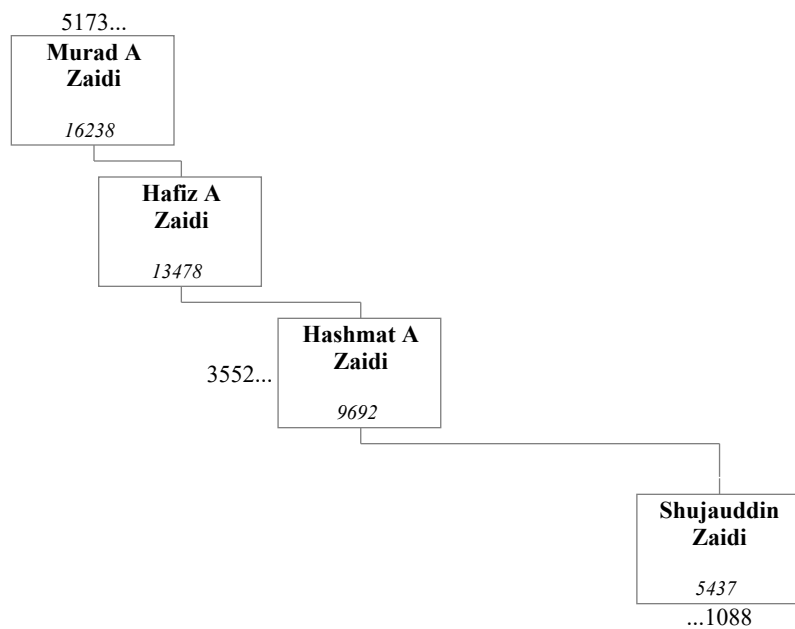 5173...
Murad A
Zaidi
16238
Hafiz A
Zaidi
13478
Hashmat A
Zaidi
3552...
9692
Shujauddin
Zaidi
5437
...1088